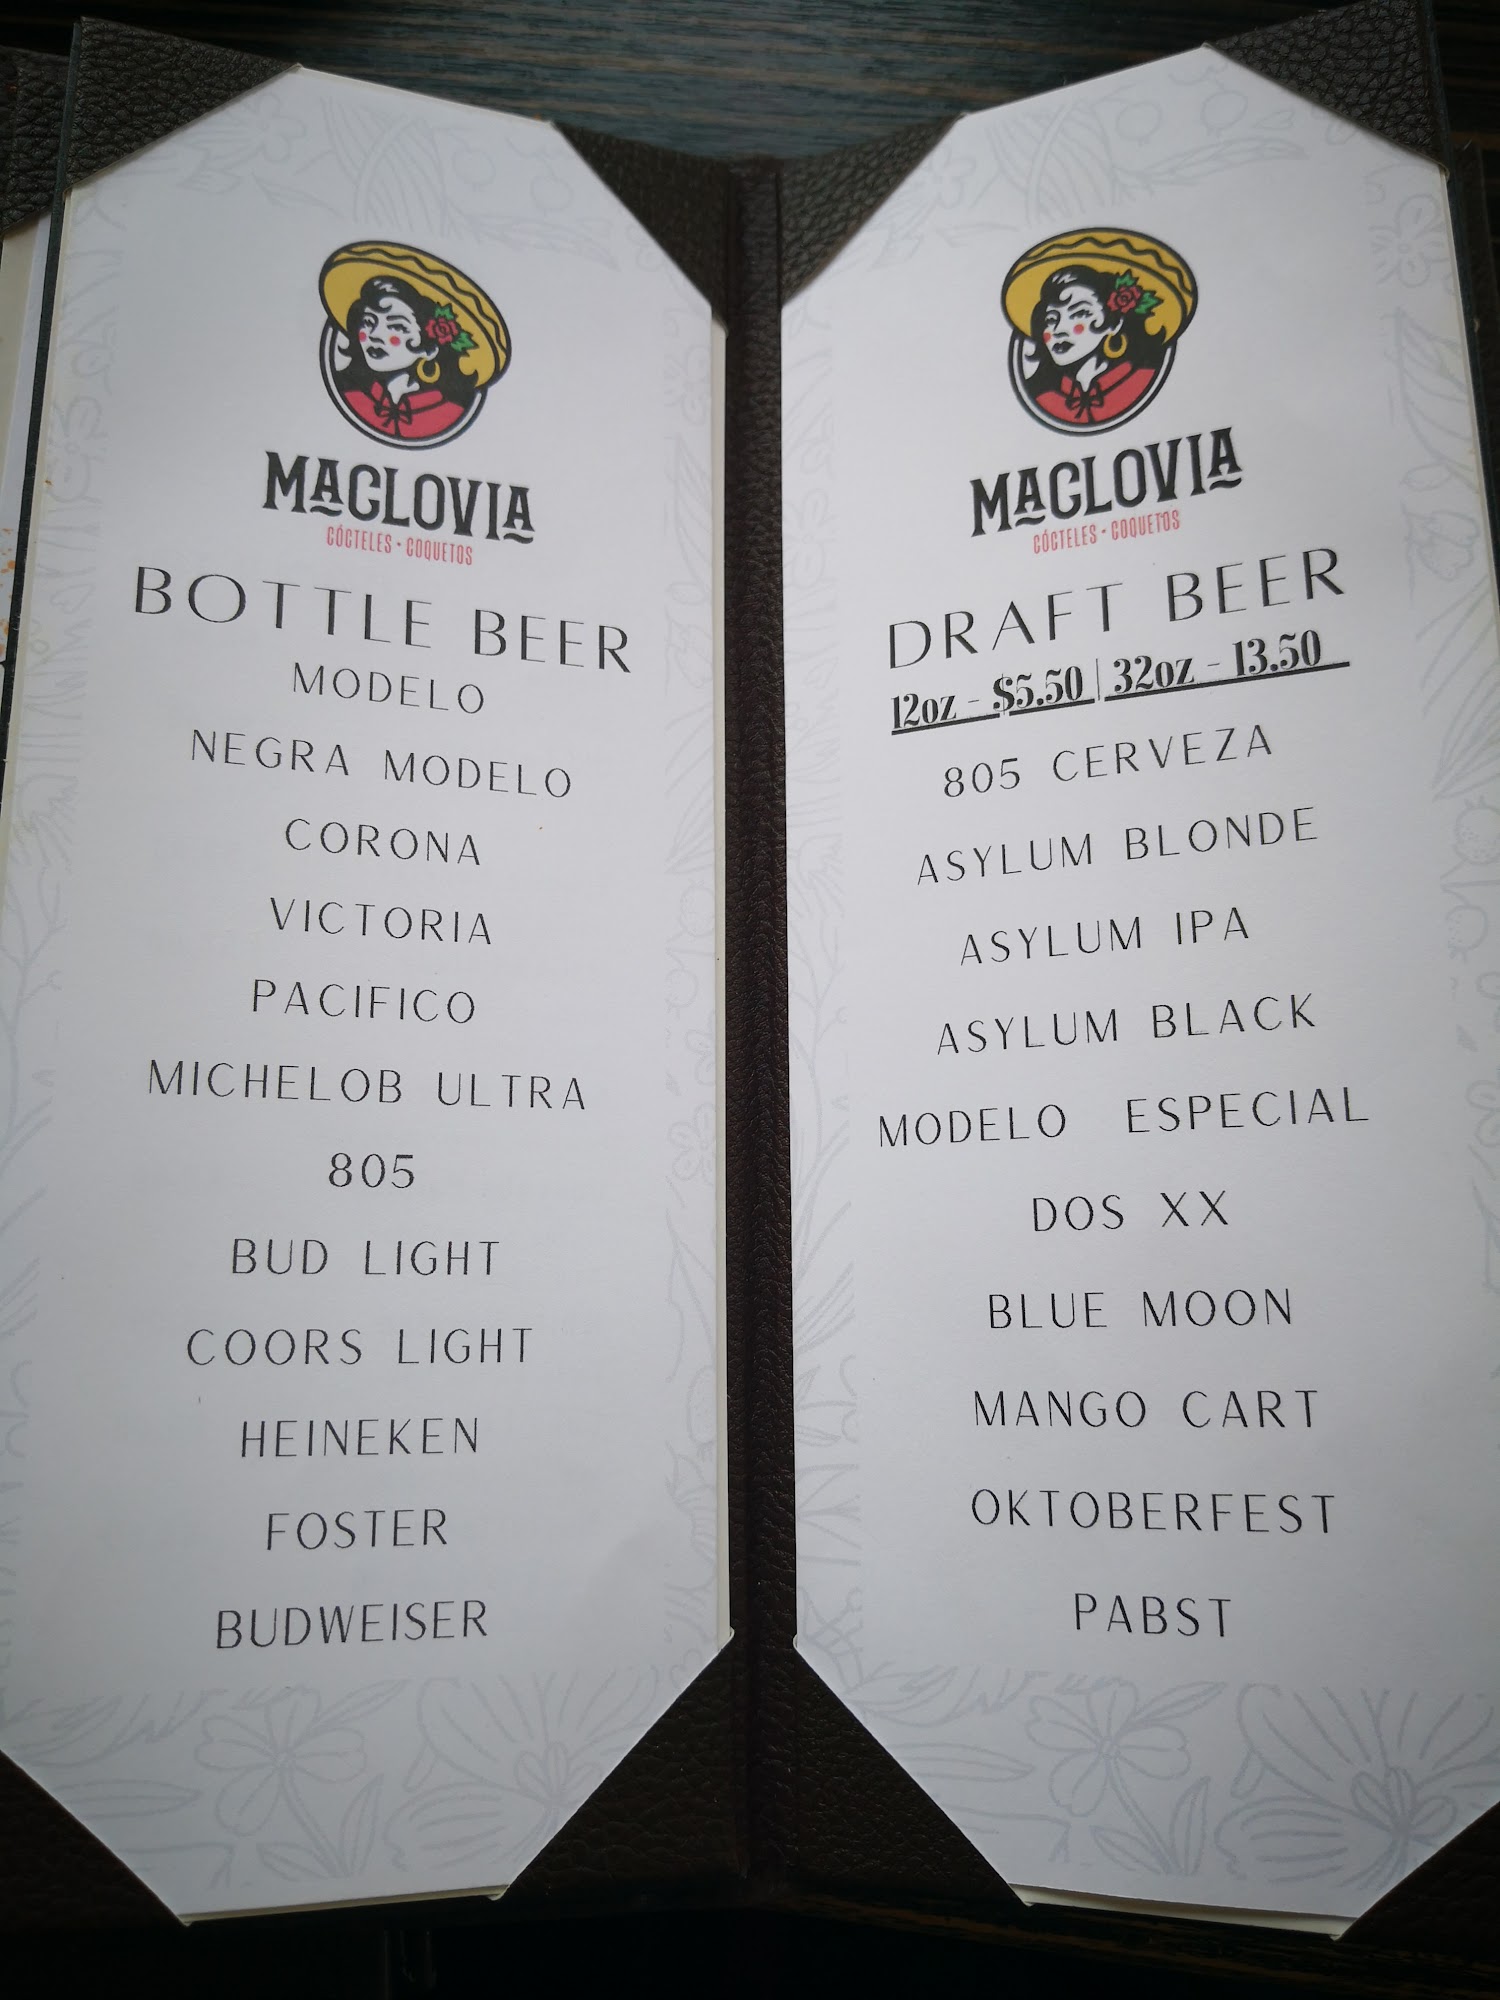 MACLOVIA
CÓCTELES • COQUETOS
BOTTLE BEER
MODELO
NEGRA MODELO
CORONA
VICTORIA
PACIFICO
MICHELOB ULTRA
805
BUD LIGHT
COORS LIGHT
HEINEKEN
FOSTER
BUDWEISER
MACLOVIA
CÓCTELES • COQUETOS
DRAFT BEER
12oz - $5.50 | 32oz - 13.50
805 CERVEZA
ASYLUM BLONDE
ASYLUM IPA
ASYLUM BLACK
MODELO ESPECIAL
DOS XX
BLUE MOON
MANGO CART
OKTOBERFEST
PABST